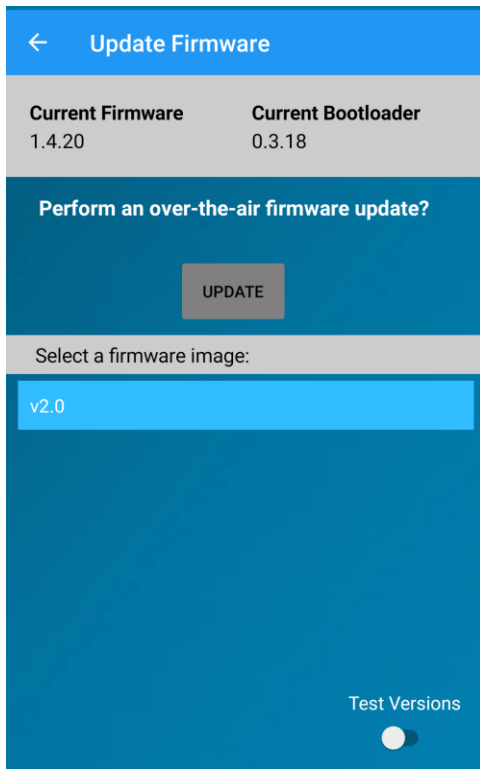 Update Firmware
Current Firmware
Current Bootloader
1.4.20
0.3.18
Perform an over-the-air firmware update?
UPDATE
Select a firmware image:
v2.0
Test Versions